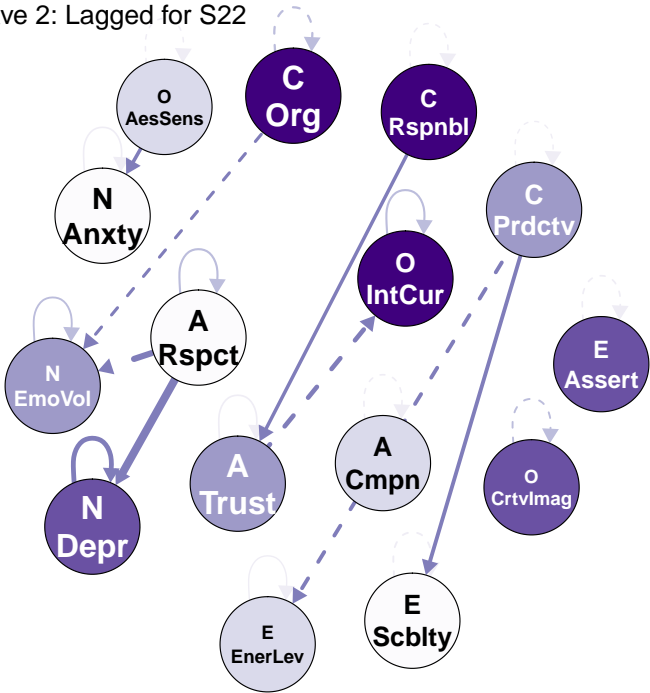 ve 2: Lagged for S22
O
AesSens
C
Org
C
Rspnbl
N
Anxty
C
Prdctv
O
IntCur
A
Rspct
E
Assert
N
EmoVol
A
Trust
A
Cmpn
O
CrtvImag
N
Depr
E
Scblty
E
EnerLev